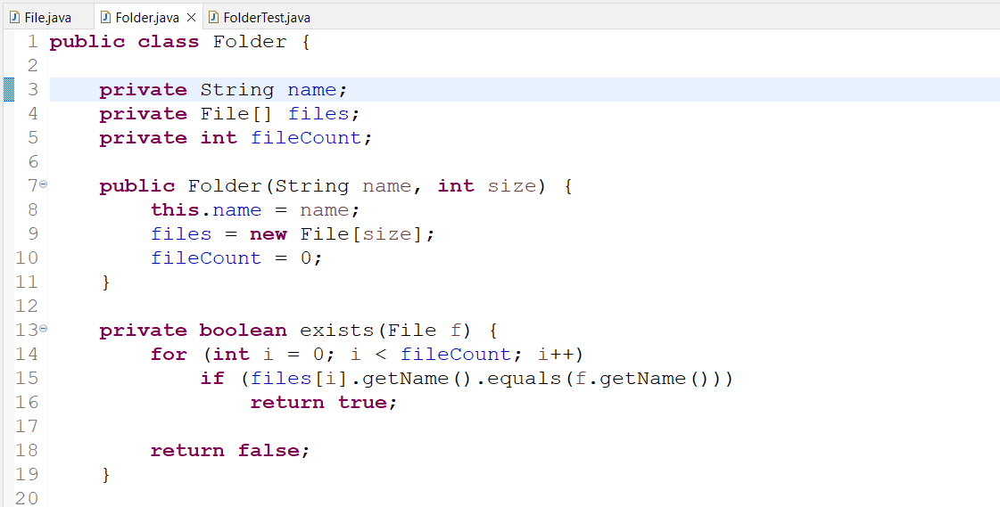 File.java Folder.java FolderTest.java
1 public class Folder {
2
3 private String name;
4 private File[] files;
5 private int fileCount;
6
7 public Folder(String name, int size) {
8 this.name = name;
9 files = new File[size];
10 fileCount = 0;
11 }
12
13 private boolean exists(File f) {
14 for (int i = 0; i < fileCount; i++)
15 if (files[i].getName().equals(f.getName()))
16 return true;
17
18 return false;
19 }
20